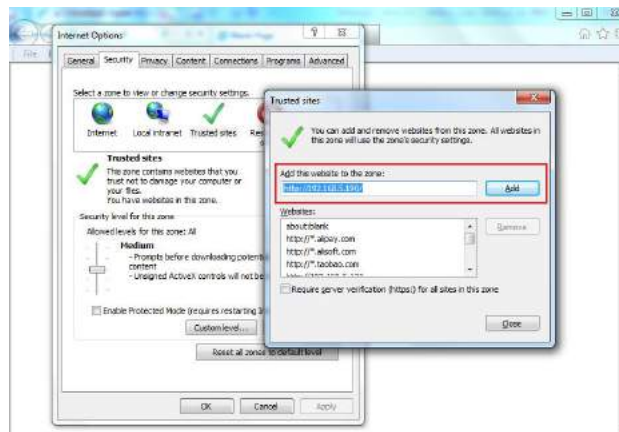 Internet Options
General Security Privacy Content Connections Programs Advanced
Select a zone to view or change security settings.
Internet Local intranet Trusted sites
Trusted sites
This zone contains websites that you
trust not to damage your computer or
your files.
You have websites in this zone.
Security level for this zone
Allowed levels for this zone: All
Medium
- Prompts before downloading
content
- Unsigned ActiveX controls will not be
Enable Protected Mode (requires restarting
Custom level...
Reset all zones to default level
OK Cancel Apply
Trusted sites
You can add and remove websites from this zone. All websites in
this zone will use the zone's security settings.
Add this website to the zone:
http://192.168.5.190/ Add
Websites:
about:blank Remove
http://*.alipay.com
http://*.alisoft.com
http://*.taobao.com
Require server verification (https:) for all sites in this zone
Close